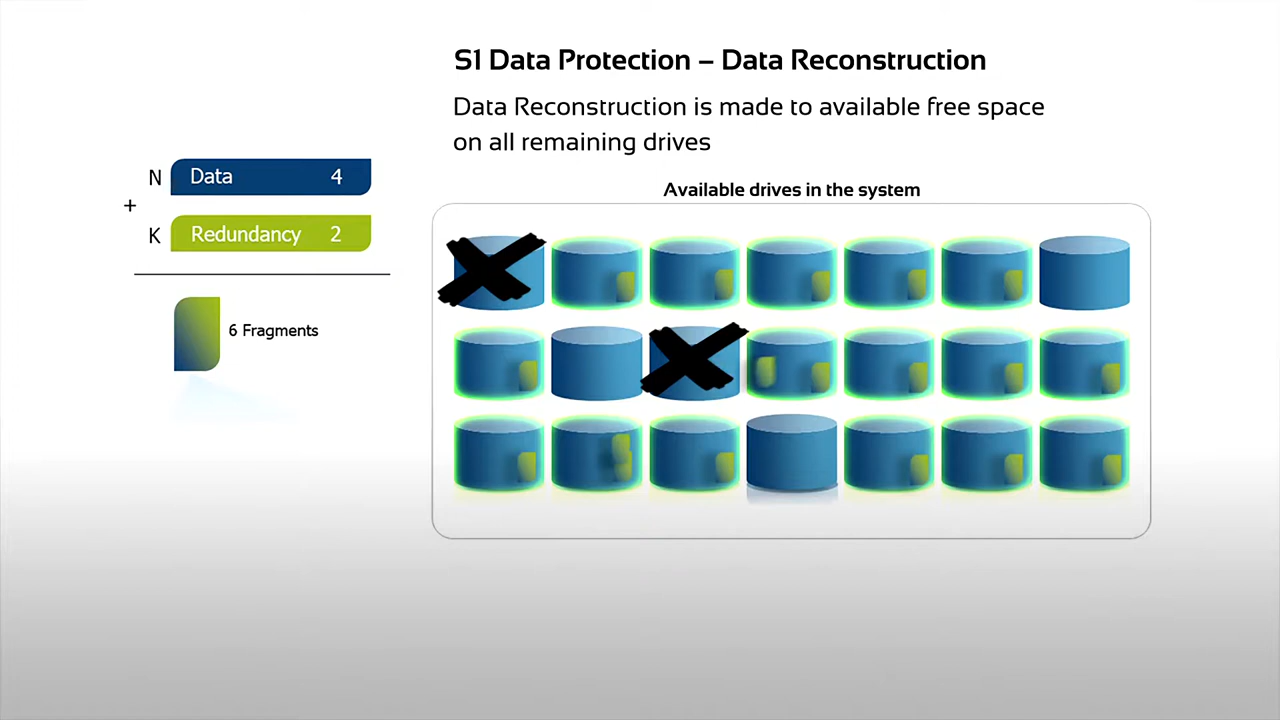 S1 Data Protection – Data Reconstruction
Data Reconstruction is made to available free space
on all remaining drives
N Data 4
+
K Redundancy 2
6 Fragments
Available drives in the system